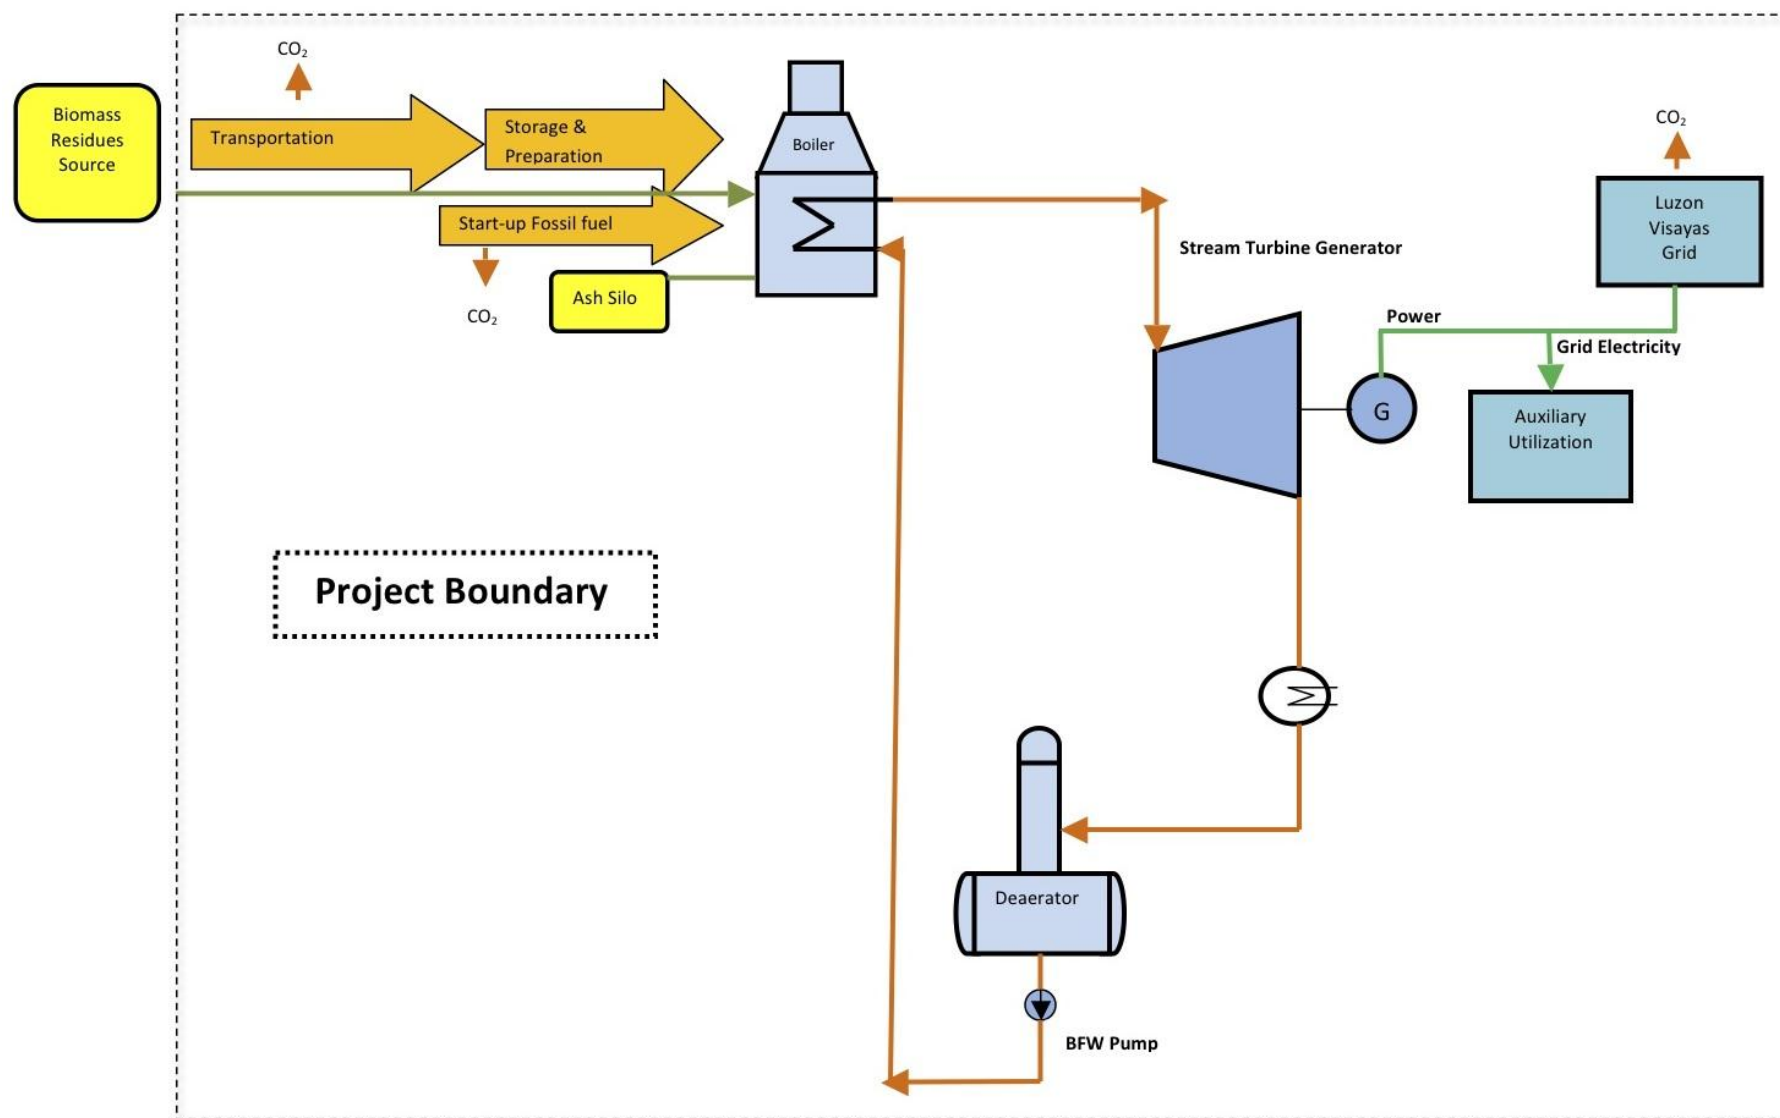 CO₂
Biomass
Residues
Source
Transportation
Storage &
Preparation
Boiler
Start-up Fossil fuel
CO₂
Ash Silo
Stream Turbine Generator
CO₂
Luzon
Visayas
Grid
Power
Grid Electricity
G
Auxiliary
Utilization
Project Boundary
Deaerator
BFW Pump